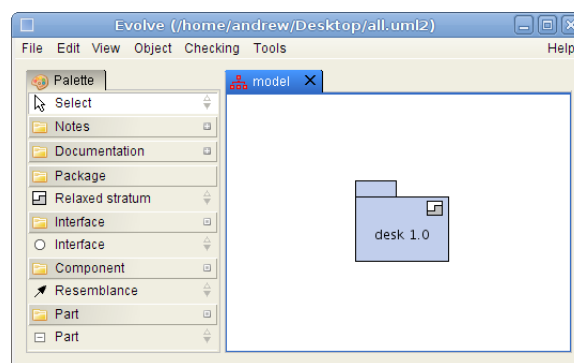 Evolve (/home/andrew/Desktop/all.uml2)
File Edit View Object Checking Tools Help
Palette
model
Select
Notes
Documentation
Package
Relaxed stratum
Interface
Interface
Component
Resemblance
Part
Part
desk 1.0